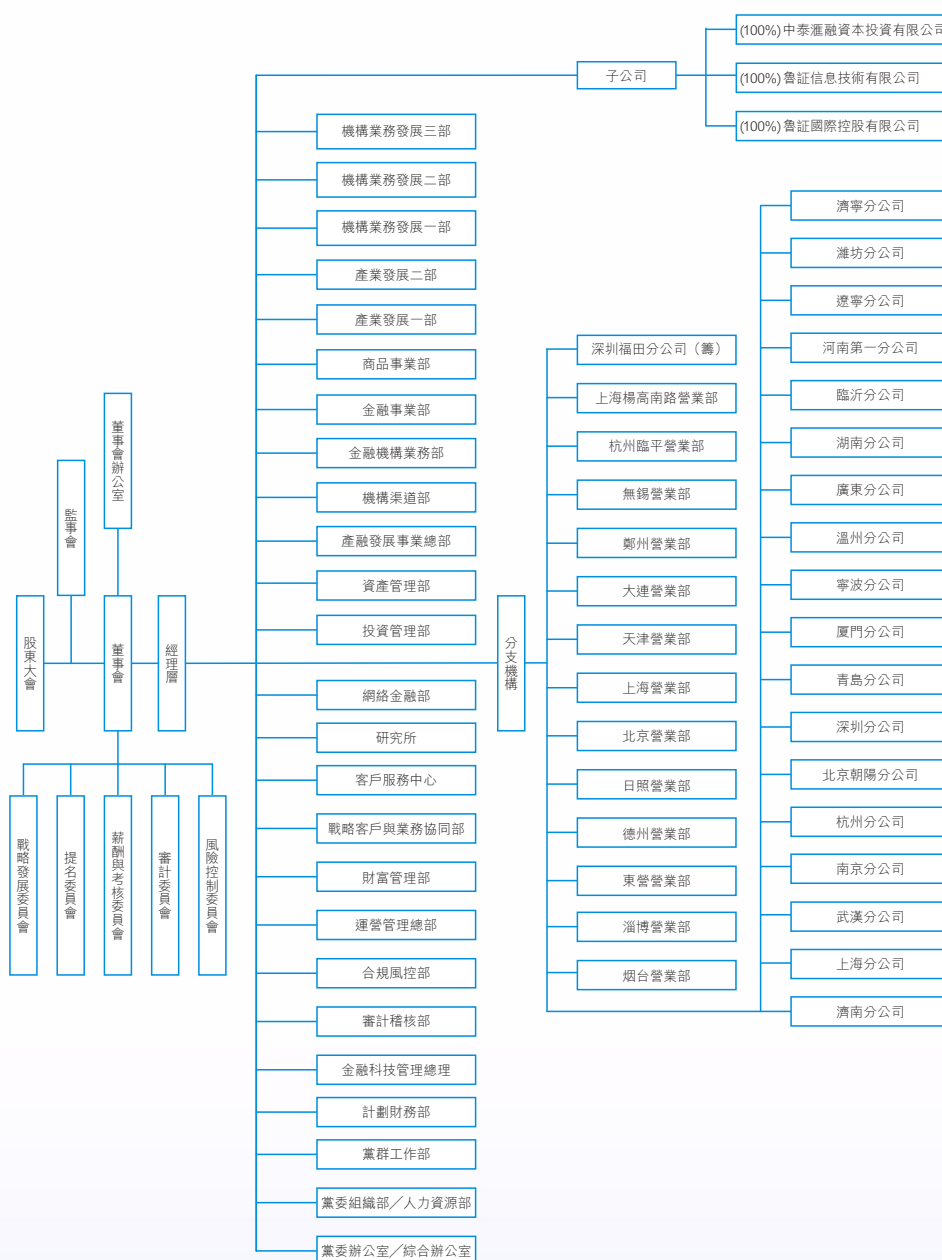 (100%) 中泰滙融資本投資有限公司
子公司
(100%) 魯証信息技術有限公司
(100%) 魯証國際控股有限公司
機構業務發展三部
機構業務發展二部
機構業務發展一部
產業發展二部
產業發展一部
商品事業部
金融事業部
金融機構業務部
機構渠道部
產融發展事業總部
資產管理部
投資管理部
網絡金融部
研究所
客戶服務中心
戰略客戶與業務協同部
財富管理部
運營管理總部
合規風控部
審計稽核部
金融科技管理總理
計劃財務部
黨群工作部
黨委組織部／人力資源部
黨委辦公室／綜合辦公室
董事會辦公室
監事會
股東大會
董事會
經理層
戰略發展委員會
提名委員會
薪酬與考核委員會
審計委員會
風險控制委員會
分支機構
深圳福田分公司（籌）
上海楊高南路營業部
杭州臨平營業部
無錫營業部
鄭州營業部
大連營業部
天津營業部
上海營業部
北京營業部
日照營業部
德州營業部
東營營業部
淄博營業部
烟台營業部
濟寧分公司
濰坊分公司
遼寧分公司
河南第一分公司
臨沂分公司
湖南分公司
廣東分公司
溫州分公司
寧波分公司
厦門分公司
青島分公司
深圳分公司
北京朝陽分公司
杭州分公司
南京分公司
武漢分公司
上海分公司
濟南分公司